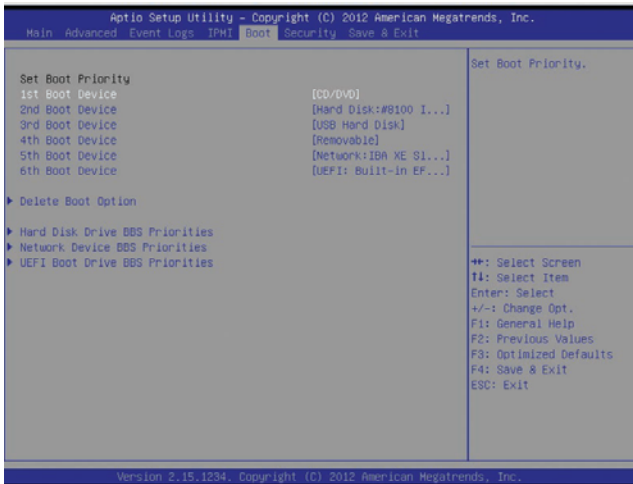 Aptio Setup Utility – Copyright (C) 2012 American Megatrends, Inc.
Main Advanced Event Logs IPMI Boot Security Save & Exit
Set Boot Priority
1st Boot Device [CD/DVD]
2nd Boot Device [Hard Disk:#8100 I...]
3rd Boot Device [USB Hard Disk]
4th Boot Device [Removable]
5th Boot Device [Network:IBA XE Sl...]
6th Boot Device [UEFI: Built-in EF...]
Delete Boot Option
Hard Disk Drive BBS Priorities
Network Device BBS Priorities
UEFI Boot Drive BBS Priorities
Set Boot Priority.
→←: Select Screen
↑↓: Select Item
Enter: Select
+/-: Change Opt.
F1: General Help
F2: Previous Values
F3: Optimized Defaults
F4: Save & Exit
ESC: Exit
Version 2.15.1234. Copyright (C) 2012 American Megatrends, Inc.